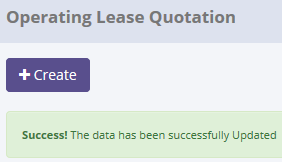 Operating Lease Quotation
+ Create
Success! The data has been successfully Updated